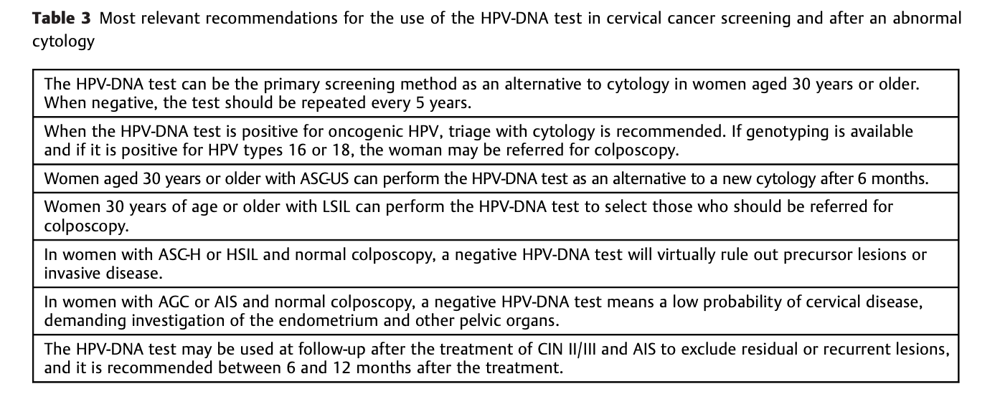 Table 3 Most relevant recommendations for the use of the HPV-DNA test in cervical cancer screening and after an abnormal
cytology
The HPV-DNA test can be the primary screening method as an alternative to cytology in women aged 30 years or older.
When negative, the test should be repeated every 5 years.
When the HPV-DNA test is positive for oncogenic HPV, triage with cytology is recommended. If genotyping is available
and if it is positive for HPV types 16 or 18, the woman may be referred for colposcopy.
Women aged 30 years or older with ASC-US can perform the HPV-DNA test as an alternative to a new cytology after 6 months.
Women 30 years of age or older with LSIL can perform the HPV-DNA test to select those who should be referred for
colposcopy.
In women with ASC-H or HSIL and normal colposcopy, a negative HPV-DNA test will virtually rule out precursor lesions or
invasive disease.
In women with AGC or AIS and normal colposcopy, a negative HPV-DNA test means a low probability of cervical disease,
demanding investigation of the endometrium and other pelvic organs.
The HPV-DNA test may be used at follow-up after the treatment of CIN II/III and AIS to exclude residual or recurrent lesions,
and it is recommended between 6 and 12 months after the treatment.